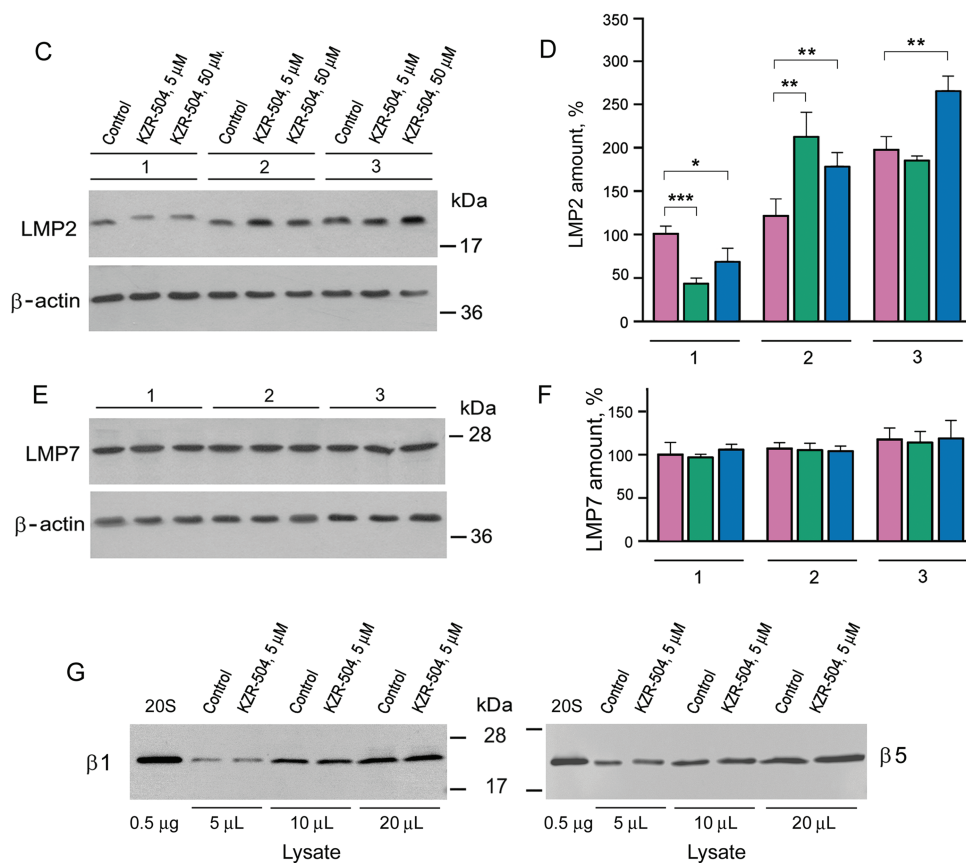 C
Control
KZR-504, 5 μM
KZR-504, 50 μM
Control
KZR-504, 5 μM
KZR-504, 50 μM
Control
KZR-504, 5 μM
KZR-504, 50 μM
1 2 3
kDa
LMP2
17
β-actin
36
D
LMP2 amount, %
350
300
250
200
150
100
50
0
*** * ** ** **
1 2 3
E
1 2 3
kDa
28
LMP7
β-actin
36
F
LMP7 amount, %
150
100
50
0
1 2 3
G
20S
Control
KZR-504, 5 μM
Control
KZR-504, 5 μM
Control
KZR-504, 5 μM
kDa
28
17
β1
0.5 μg 5 μL 10 μL 20 μL
Lysate
20S
Control
KZR-504, 5 μM
Control
KZR-504, 5 μM
Control
KZR-504, 5 μM
β5
0.5 μg 5 μL 10 μL 20 μL
Lysate